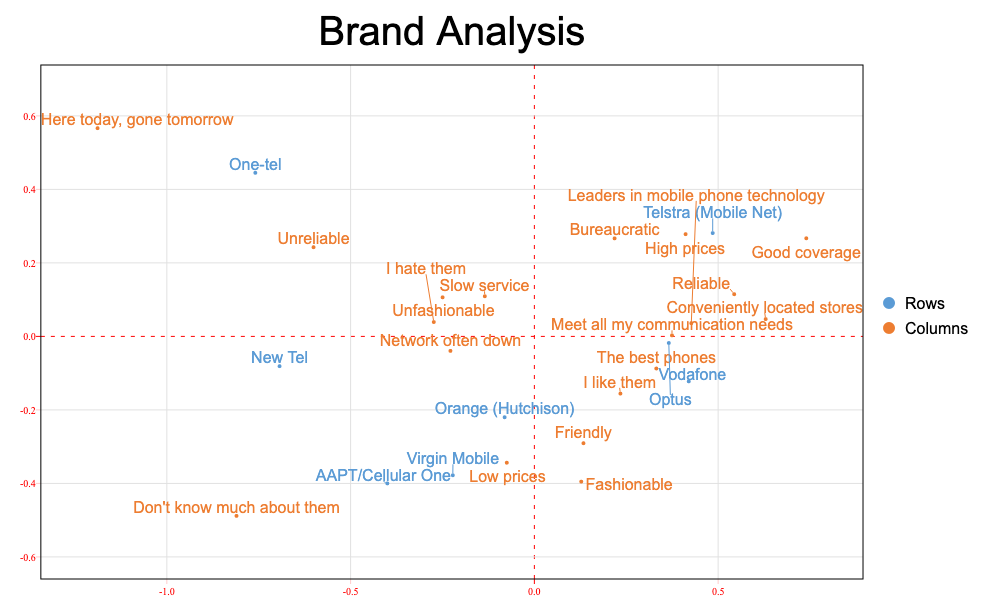 Brand Analysis
0.6
Here today, gone tomorrow
One-tel
0.4
Leaders in mobile phone technology
Telstra (Mobile Net)
Bureaucratic
Unreliable
High prices
Good coverage
0.2
I hate them
Slow service
Reliable
Rows
Unfashionable
Conveniently located stores
Meet all my communication needs
Columns
0.0
Network often down
New Tel
The best phones
Vodafone
I like them
Optus
-0.2
Orange (Hutchison)
Friendly
Virgin Mobile
AAPT/Cellular One
Low prices
-0.4
Fashionable
Don't know much about them
-0.6
-1.0
-0.5
0.0
0.5